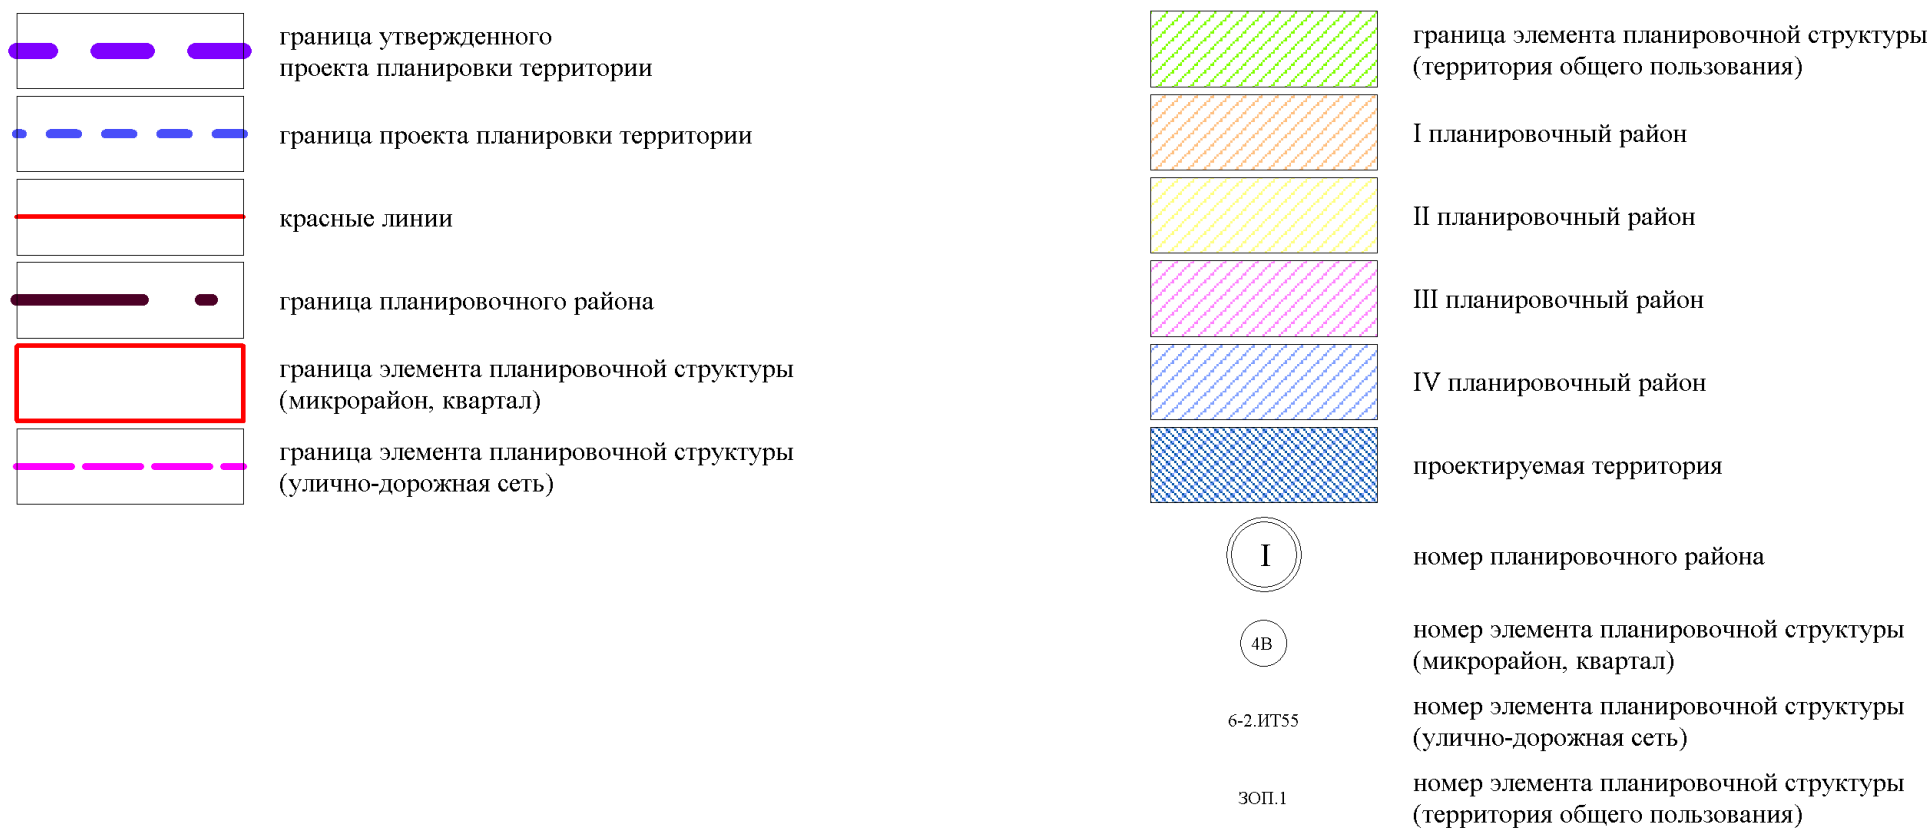 граница утвержденного
проекта планировки территории
граница проекта планировки территории
красные линии
граница планировочного района
граница элемента планировочной структуры
(микрорайон, квартал)
граница элемента планировочной структуры
(улично-дорожная сеть)
граница элемента планировочной структуры
(территория общего пользования)
I планировочный район
II планировочный район
III планировочный район
IV планировочный район
проектируемая территория
I
номер планировочного района
4В
номер элемента планировочной структуры
(микрорайон, квартал)
6-2.ИТ55
номер элемента планировочной структуры
(улично-дорожная сеть)
ЗОП.1
номер элемента планировочной структуры
(территория общего пользования)